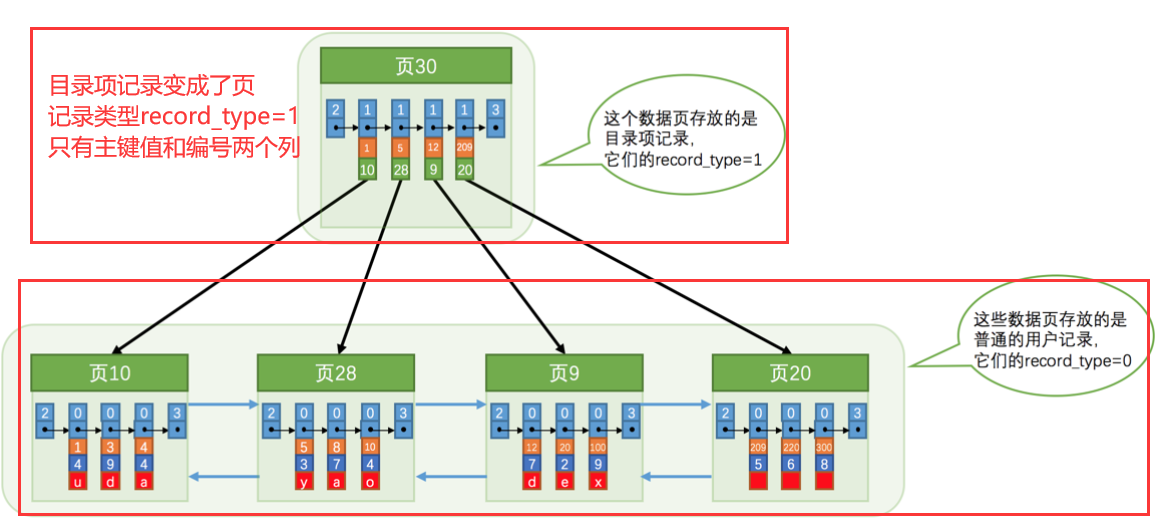 页30
目录项记录变成了页
记录类型record_type=1
只有主键值和编号两个列
2 1 1 1 1 3
1 5 12 209
10 28 9 20
这个数据页存放的是
目录项记录，
它们的record_type=1
这些数据页存放的是
普通的用户记录，
它们的record_type=0
页10
2 0 0 0 3
1 3 4
4 9 4
u d a
页28
2 0 0 0 3
5 8 10
3 7 4
y a o
页9
2 0 0 0 3
12 20 100
7 2 9
d e x
页20
2 0 0 0 3
209 220 300
5 6 8